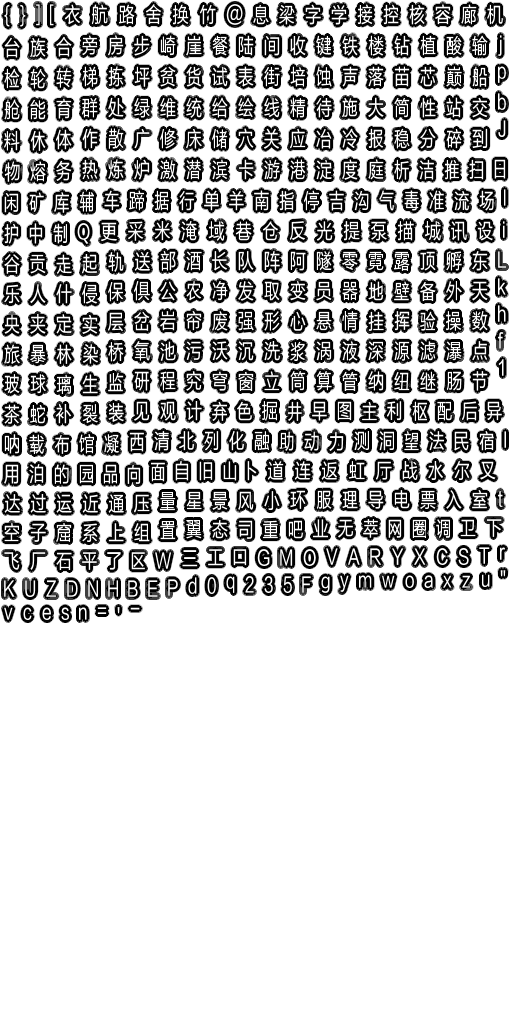 {}][衣航路舍换竹@息梁字学接控核容廊机
台族合旁房步崎崖餐陆间收键铁楼钻植酸输j
检轮转梯拣坪贫货试表街培蚀声落苗芯巅船p
舱能育群处绿维统给绘线精待施大简性站交b
料休体作散广修床储穴关应冶冷报稳分碎到J
物熔务热炼炉激潜滨卡游港淀度庭析洁推扫日
闲矿库辅车蹄据行单羊南指停吉沟气毒准流场l
护中制Q更采米淹域巷仓反光提泵描城讯设i
谷贡走起轨送部酒长队阵阿隧零霓露顶孵东L
乐人什侵保俱公农净发取变员器地壁备外天k
央夹定实层岔岩帘废强形心悬情挂挥验操数h
旅暴林染桥氧池污沃沉洗浆涡液深源滤瀑点f
玻球璃生监研程究穹窗立筒算管纳纽继肠节1
茶蛇补裂装见观计弃色掘井早图主利枢配后异
呐载布馆凝西清北列化融助动力测洞望法民宿I
用泊的园品向面自旧山卜道连返虹厅战水尔叉
达过运近通压量星景风小环服理导电票入室t
空子窟系上组置翼态司重吧业无萃网圈调卫下
飞厂石平了区W三工口GMOVARYXCSTr
KUZDNHBEPd0q235Fgymwoaxzu"
vcesn='-